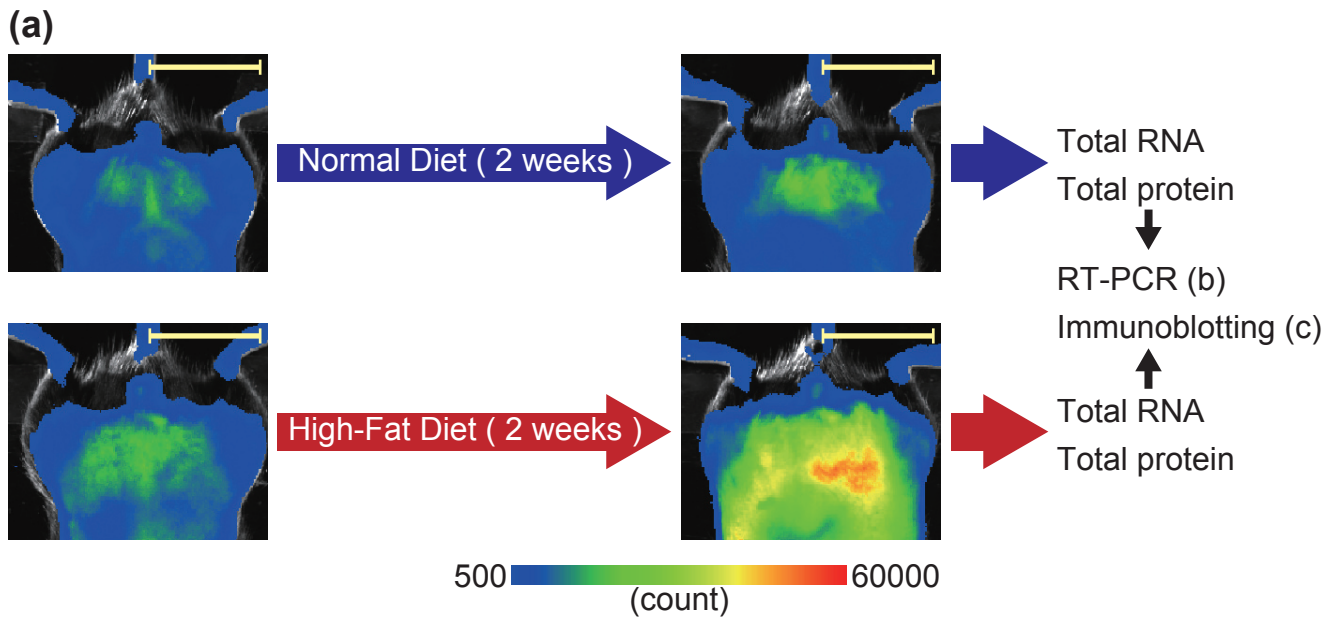 (a)
Normal Diet ( 2 weeks )
Total RNA
Total protein
RT-PCR (b)
Immunoblotting (c)
High-Fat Diet ( 2 weeks )
Total RNA
Total protein
500
60000
(count)